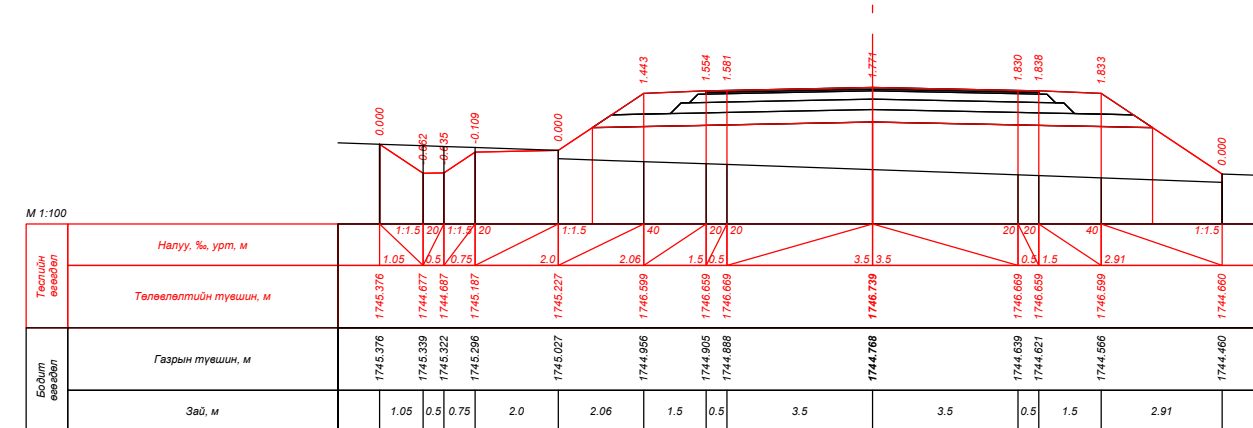 0.000 0.662 0.635 -0.109 0.000 1.443 1.554 1.581 1.771 1.830 1.838 1.833 0.000
М 1:100
Төслийн өгөгдөл
Налуу, ‰, урт, м
1:1.5 20 1:1.5 20 1:1.5 40 20 20 20 20 40 1:1.5
1.05 0.5 0.75 2.0 2.06 1.5 0.5 3.5 3.5 0.5 1.5 2.91
Төлөвлөлтийн түвшин, м
1745.376 1744.677 1744.687 1745.187 1745.227 1746.599 1746.659 1746.669 1746.739 1746.669 1746.659 1746.599 1744.660
Бодит өгөгдөл
Газрын түвшин, м
1745.376 1745.339 1745.322 1745.296 1745.027 1744.956 1744.905 1744.888 1744.768 1744.639 1744.621 1744.566 1744.460
Зай, м
1.05 0.5 0.75 2.0 2.06 1.5 0.5 3.5 3.5 0.5 1.5 2.91